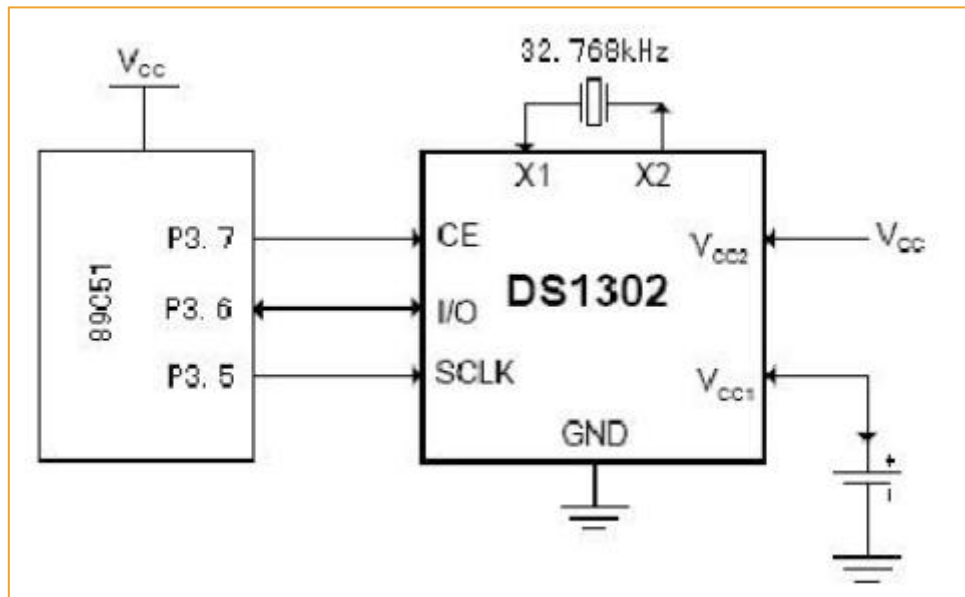 32.768kHz
Vcc
X1 X2
P3.7 CE
Vcc2 Vcc
DS1302
89C51
P3.6 I/O
P3.5 SCLK
Vcc1
GND
+
-